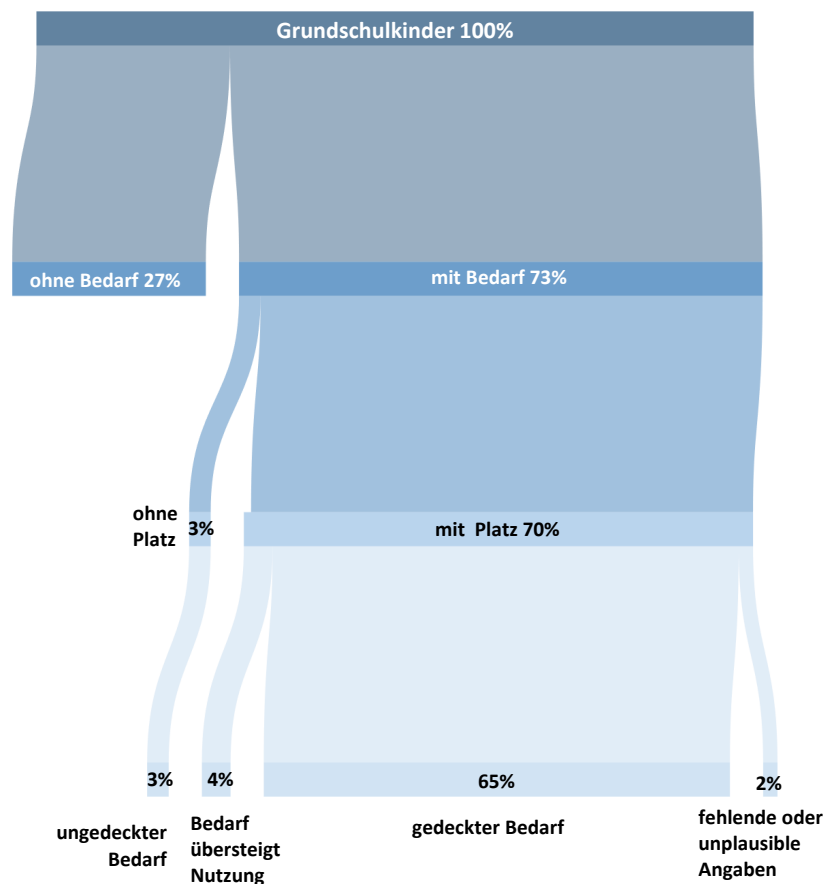 Grundschulkinder 100%
ohne Bedarf 27%
mit Bedarf 73%
ohne
Platz
3%
mit Platz 70%
3%
4%
65%
2%
ungedeckter
Bedarf
Bedarf
übersteigt
Nutzung
gedeckter Bedarf
fehlende oder
unplausible
Angaben